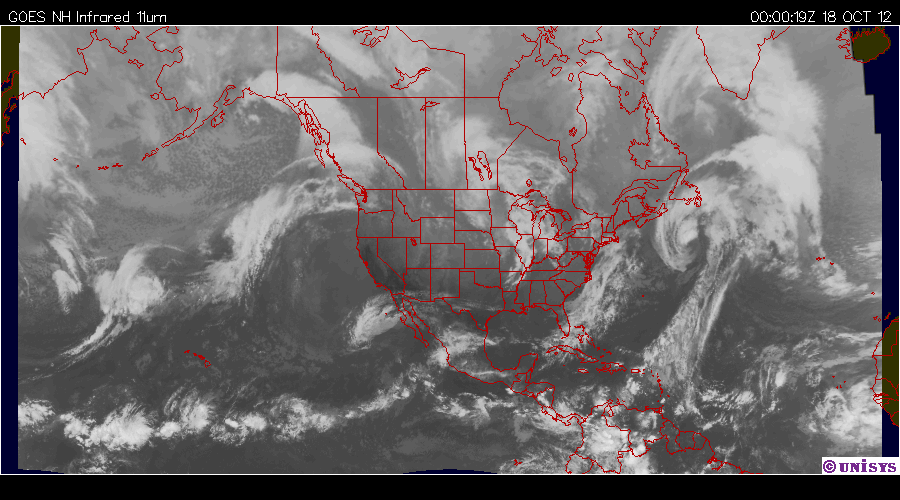 GOES NH Infrared 11um
00:00:19Z 18 OCT 12
© UNISYS